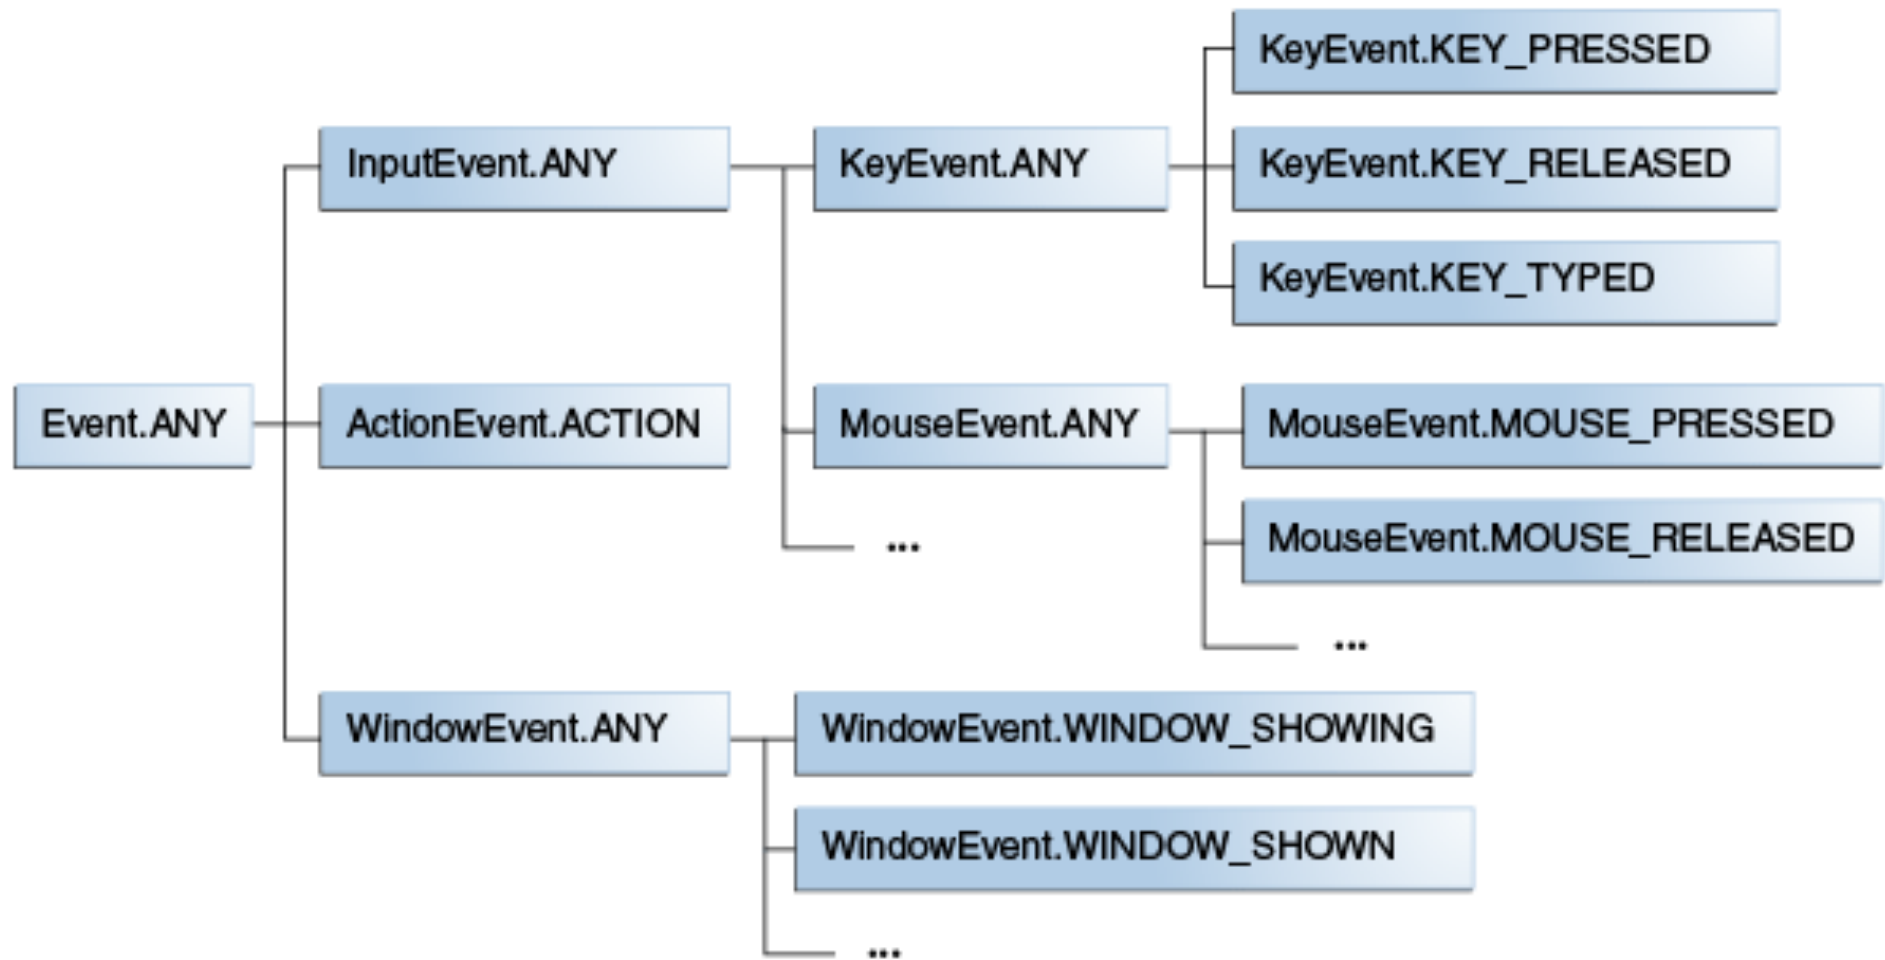 KeyEvent.KEY_PRESSED
InputEvent.ANY
KeyEvent.ANY
KeyEvent.KEY_RELEASED
KeyEvent.KEY_TYPED
Event.ANY
ActionEvent.ACTION
MouseEvent.ANY
MouseEvent.MOUSE_PRESSED
...
MouseEvent.MOUSE_RELEASED
...
WindowEvent.ANY
WindowEvent.WINDOW_SHOWING
WindowEvent.WINDOW_SHOWN
...